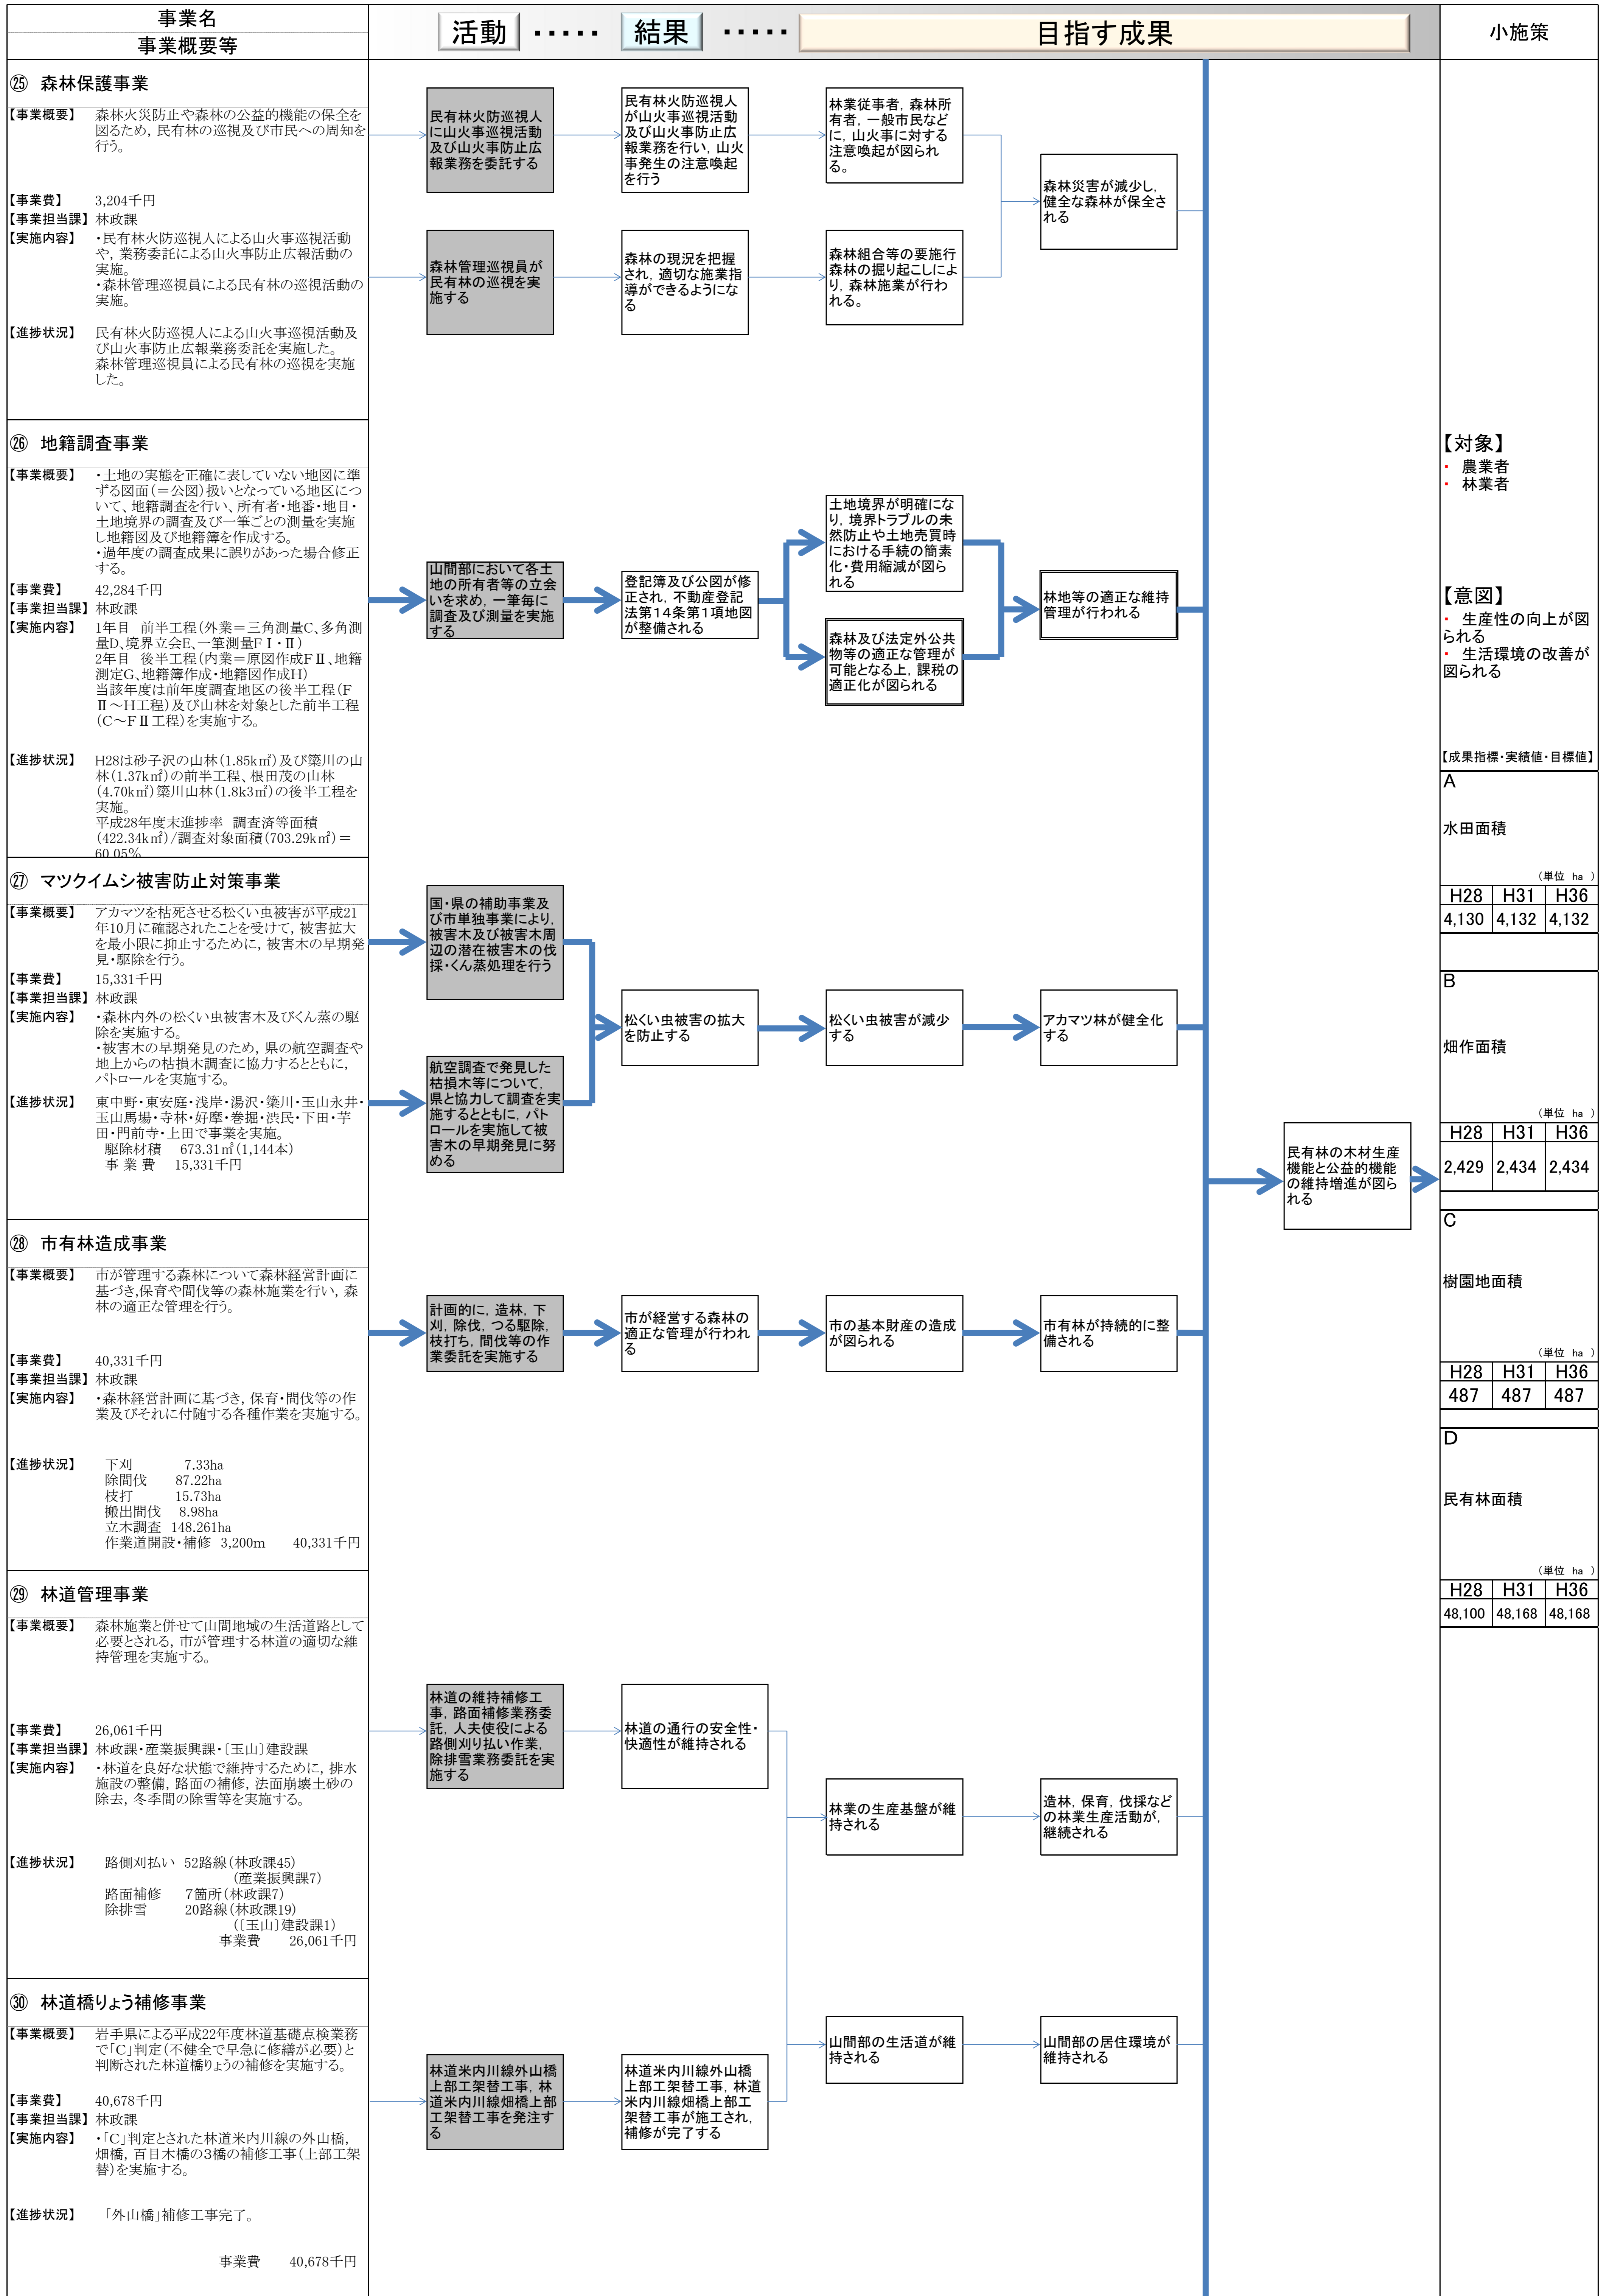 事業名
事業概要等
活動 ・・・・・ 結果 ・・・・・ 目指す成果
小施策
㉕ 森林保護事業
【事業概要】 森林火災防止や森林の公益的機能の保全を
図るため，民有林の巡視及び市民への周知を
行う。
【事業費】 3,204千円
【事業担当課】 林政課
【実施内容】 ・民有林火防巡視人による山火事巡視活動
や，業務委託による山火事防止広報活動の
実施。
・森林管理巡視員による民有林の巡視活動の
実施。
【進捗状況】 民有林火防巡視人による山火事巡視活動及
び山火事防止広報業務委託を実施した。
森林管理巡視員による民有林の巡視を実施
した。
民有林火防巡視人
に山火事巡視活動
及び山火事防止広
報業務を委託する
民有林火防巡視人
が山火事巡視活動
及び山火事防止広
報業務を行い，山火
事発生の注意喚起
を行う
林業従事者，森林所
有者，一般市民など
に，山火事に対する
注意喚起が図られ
る。
森林管理巡視員が
民有林の巡視を実
施する
森林の現況を把握
され，適切な施業指
導ができるようにな
る
森林組合等の要施行
森林の掘り起こしによ
り，森林施業が行わ
れる。
森林災害が減少し，
健全な森林が保全さ
れる
㉖ 地籍調査事業
【事業概要】 ・土地の実態を正確に表していない地図に準
ずる図面（＝公図）扱いとなっている地区につ
いて、地籍調査を行い、所有者・地番・地目・
土地境界の調査及び一筆ごとの測量を実施
し地籍図及び地籍簿を作成する。
・過年度の調査成果に誤りがあった場合修正
する。
【事業費】 42,284千円
【事業担当課】 林政課
【実施内容】 1年目　前半工程（外業＝三角測量C、多角測
量D、境界立会E、一筆測量FⅠ・Ⅱ）
2年目　後半工程（内業＝原図作成FⅡ、地籍
測定G、地籍簿作成・地籍図作成H）
当該年度は前年度調査地区の後半工程（F
Ⅱ～H工程）及び山林を対象とした前半工程
（C～FⅡ工程）を実施する。
【進捗状況】 H28は砂子沢の山林（1.85k㎡）及び簗川の山
林（1.37k㎡）の前半工程、根田茂の山林
（4.70k㎡）簗川山林（1.8k3㎡）の後半工程を
実施。
平成28年度末進捗率　調査済等面積
（422.34k㎡）/調査対象面積（703.29k㎡）＝
60.05%
山間部において各土
地の所有者等の立会
いを求め，一筆毎に
調査及び測量を実施
する
登記簿及び公図が修
正され，不動産登記
法第14条第1項地図
が整備される
土地境界が明確にな
り，境界トラブルの未
然防止や土地売買時
における手続の簡素
化・費用縮減が図ら
れる
森林及び法定外公共
物等の適正な管理が
可能となる上，課税の
適正化が図られる
林地等の適正な維持
管理が行われる
㉗ マツクイムシ被害防止対策事業
【事業概要】 アカマツを枯死させる松くい虫被害が平成21
年10月に確認されたことを受けて，被害拡大
を最小限に抑止するために，被害木の早期発
見・駆除を行う。
【事業費】 15,331千円
【事業担当課】 林政課
【実施内容】 ・森林内外の松くい虫被害木及びくん蒸の駆
除を実施する。
・被害木の早期発見のため，県の航空調査や
地上からの枯損木調査に協力するとともに，
パトロールを実施する。
【進捗状況】 東中野・東安庭・浅岸・湯沢・簗川・玉山永井・
玉山馬場・寺林・好摩・巻掘・渋民・下田・芋
田・門前寺・上田で事業を実施。
駆除材積　673.31㎥（1,144本）
事 業 費　15,331千円
国・県の補助事業及
び市単独事業により，
被害木及び被害木周
辺の潜在被害木の伐
採・くん蒸処理を行う
航空調査で発見した
枯損木等について，
県と協力して調査を実
施するとともに，パト
ロールを実施して被
害木の早期発見に努
める
松くい虫被害の拡大
を防止する
松くい虫被害が減少
する
アカマツ林が健全化
する
㉘ 市有林造成事業
【事業概要】 市が管理する森林について森林経営計画に
基づき,保育や間伐等の森林施業を行い，森
林の適正な管理を行う。
【事業費】 40,331千円
【事業担当課】 林政課
【実施内容】 ・森林経営計画に基づき，保育・間伐等の作
業及びそれに付随する各種作業を実施する。
【進捗状況】 下刈　7.33ha
除間伐　87.22ha
枝打　15.73ha
搬出間伐　8.98ha
立木調査　148.261ha
作業道開設・補修　3,200m　40,331千円
計画的に，造林，下
刈，除伐，つる駆除，
枝打ち，間伐等の作
業委託を実施する
市が経営する森林の
適正な管理が行われ
る
市の基本財産の造成
が図られる
市有林が持続的に整
備される
㉙ 林道管理事業
【事業概要】 森林施業と併せて山間地域の生活道路として
必要とされる，市が管理する林道の適切な維
持管理を実施する。
【事業費】 26,061千円
【事業担当課】 林政課・産業振興課・〔玉山〕建設課
【実施内容】 ・林道を良好な状態で維持するために，排水
施設の整備，路面の補修，法面崩壊土砂の
除去，冬季間の除雪等を実施する。
【進捗状況】 路側刈払い　52路線（林政課45）
（産業振興課7）
路面補修　7箇所（林政課7）
除排雪　20路線（林政課19）
（〔玉山〕建設課1）
事業費　26,061千円
林道の維持補修工
事，路面補修業務委
託，人夫使役による
路側刈り払い作業，
除排雪業務委託を実
施する
林道の通行の安全性・
快適性が維持される
林業の生産基盤が維
持される
造林，保育，伐採など
の林業生産活動が，
継続される
㉚ 林道橋りょう補修事業
【事業概要】 岩手県による平成22年度林道基礎点検業務
で「C」判定（不健全で早急に修繕が必要）と
判断された林道橋りょうの補修を実施する。
【事業費】 40,678千円
【事業担当課】 林政課
【実施内容】 ・「C」判定とされた林道米内川線の外山橋，
畑橋，百目木橋の3橋の補修工事（上部工架
替）を実施する。
【進捗状況】 「外山橋」補修工事完了。
事業費　40,678千円
林道米内川線外山橋
上部工架替工事，林
道米内川線畑橋上部
工架替工事を発注す
る
林道米内川線外山橋
上部工架替工事，林道
米内川線畑橋上部工
架替工事が施工され，
補修が完了する
山間部の生活道が維
持される
山間部の居住環境が
維持される
民有林の木材生産
機能と公益的機能
の維持増進が図ら
れる
【対象】
・ 農業者
・ 林業者
【意図】
・ 生産性の向上が図
られる
・ 生活環境の改善が
図られる
【成果指標・実績値・目標値】
A
水田面積
（単位 ha ）
H28 H31 H36
4,130 4,132 4,132
B
畑作面積
（単位 ha ）
H28 H31 H36
2,429 2,434 2,434
C
樹園地面積
（単位 ha ）
H28 H31 H36
487 487 487
D
民有林面積
（単位 ha ）
H28 H31 H36
48,100 48,168 48,168